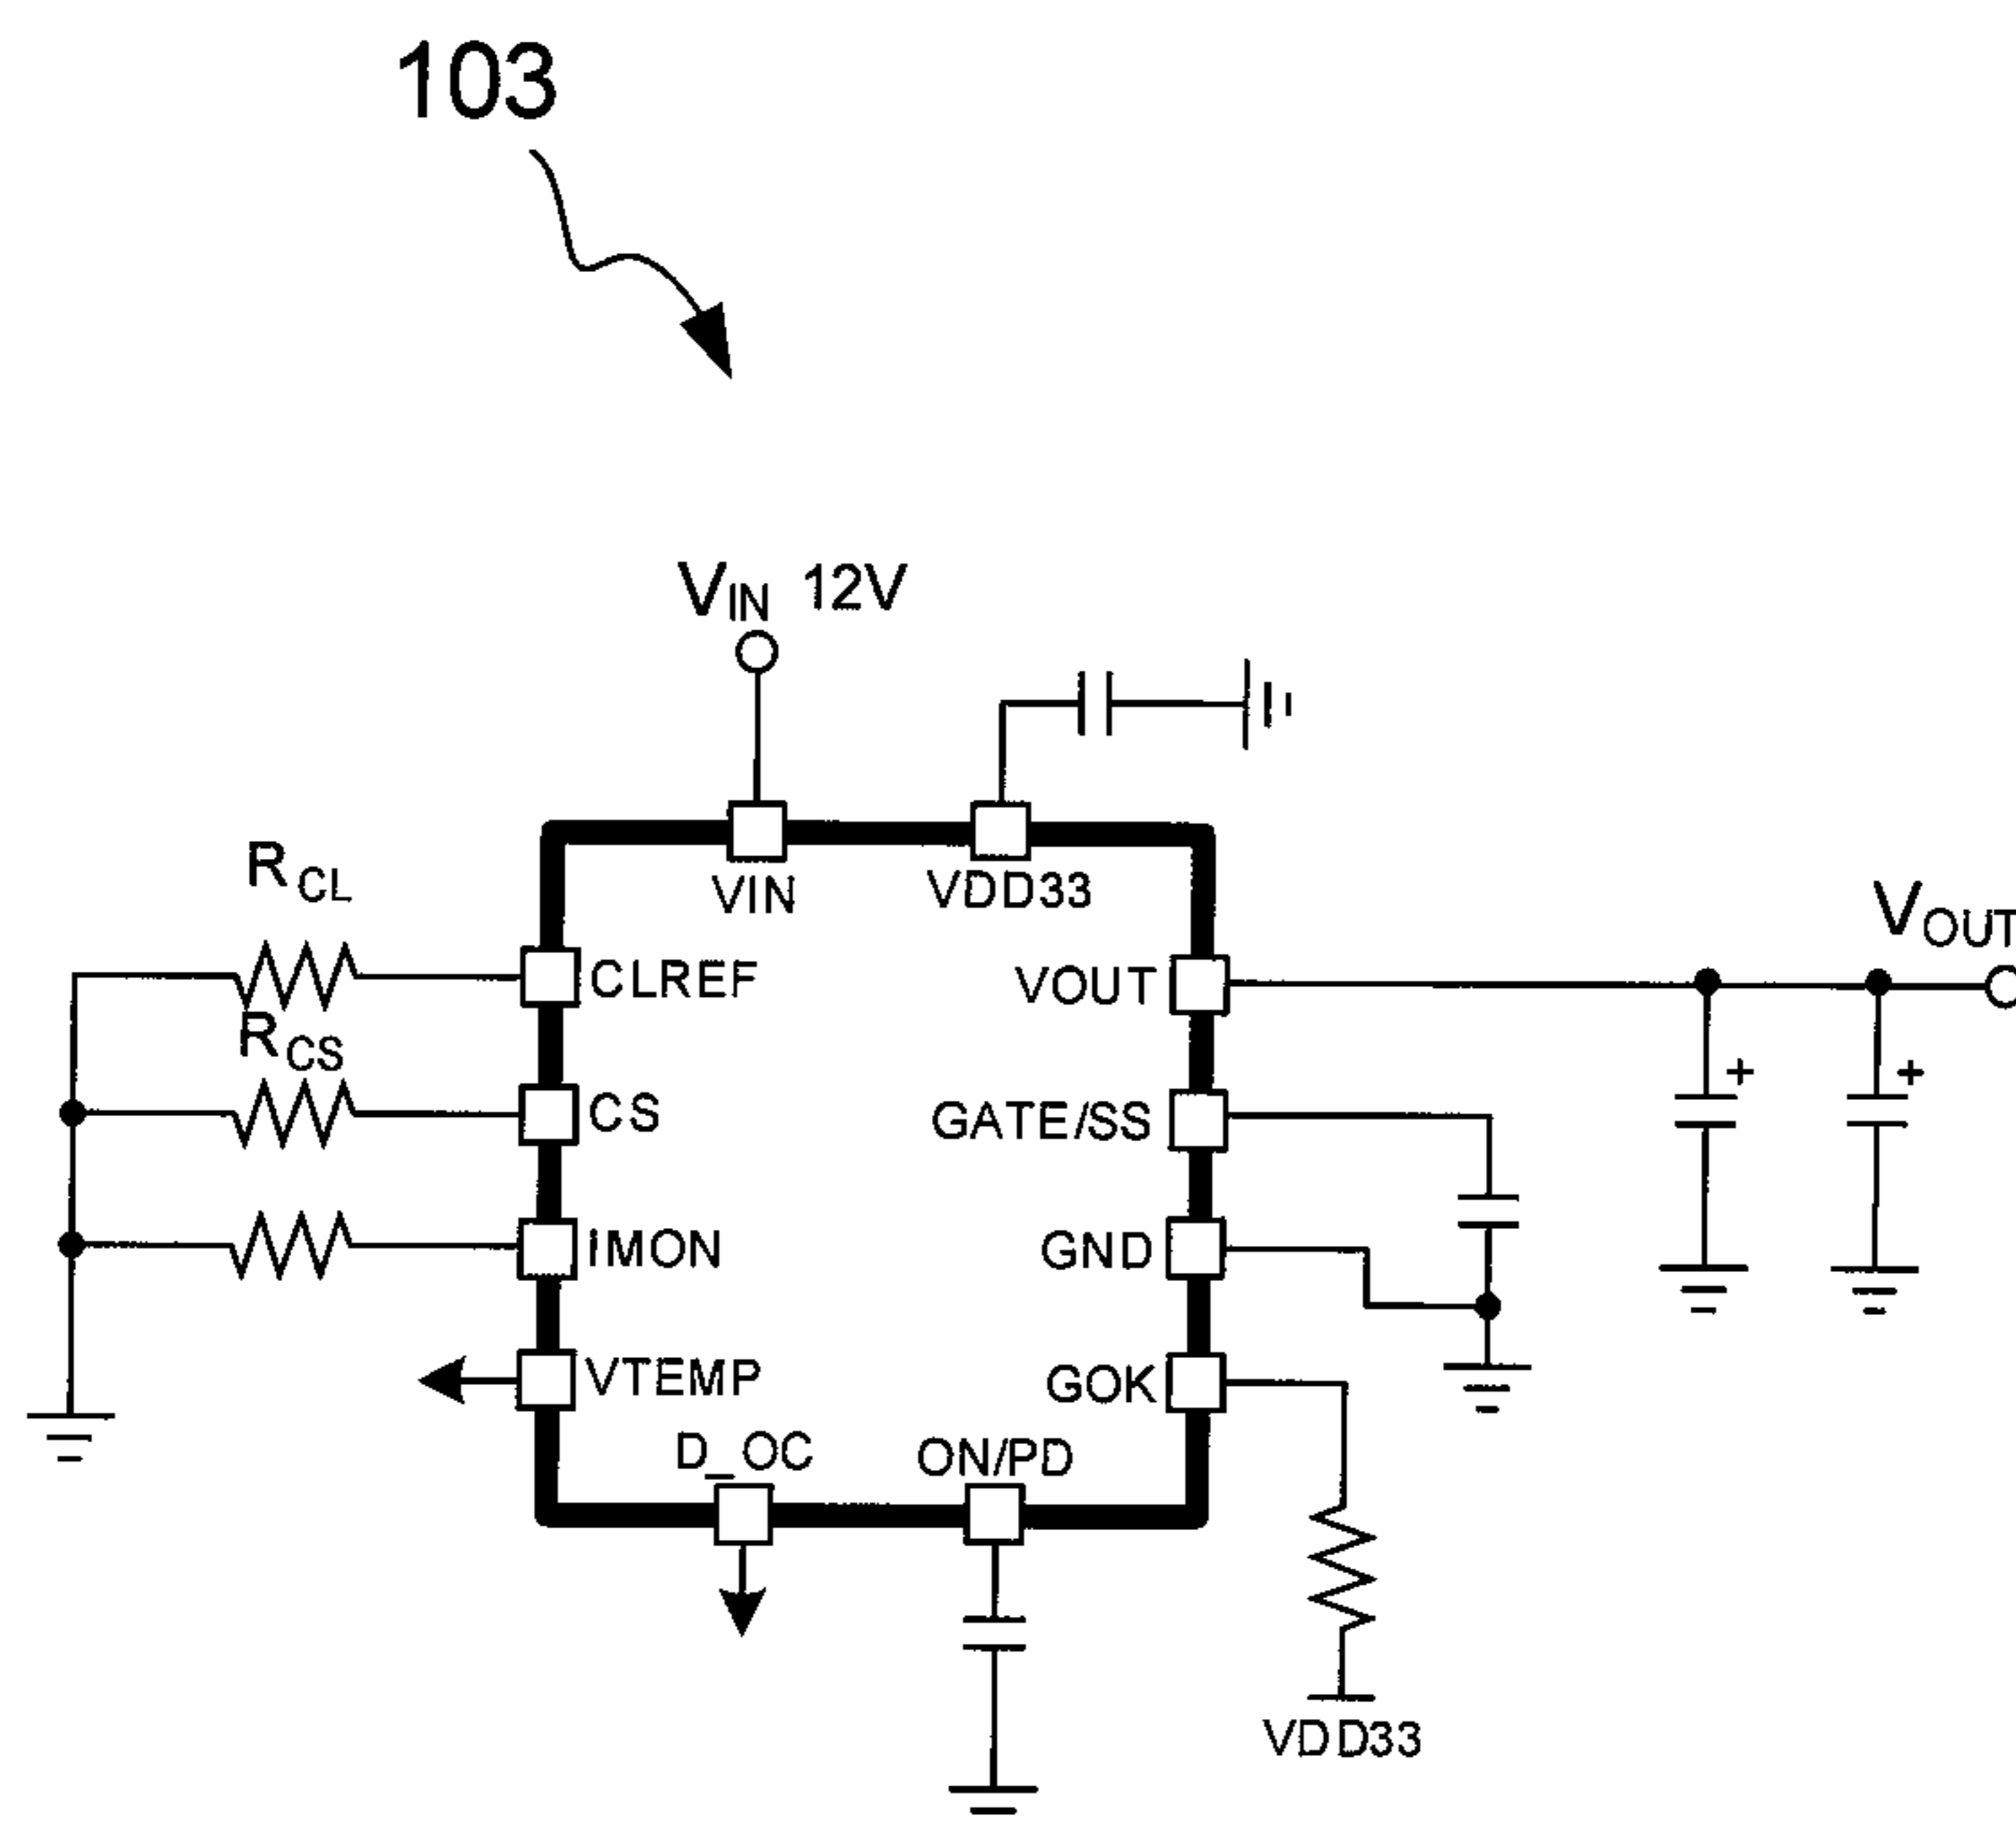 103
VIN 12V
VIN
VDD33
RCL
CLREF
VOUT
VOUT
RCS
CS
GATE/SS
+
+
IMON
GND
VTEMP
GOK
D_OC
ON/PD
VDD33